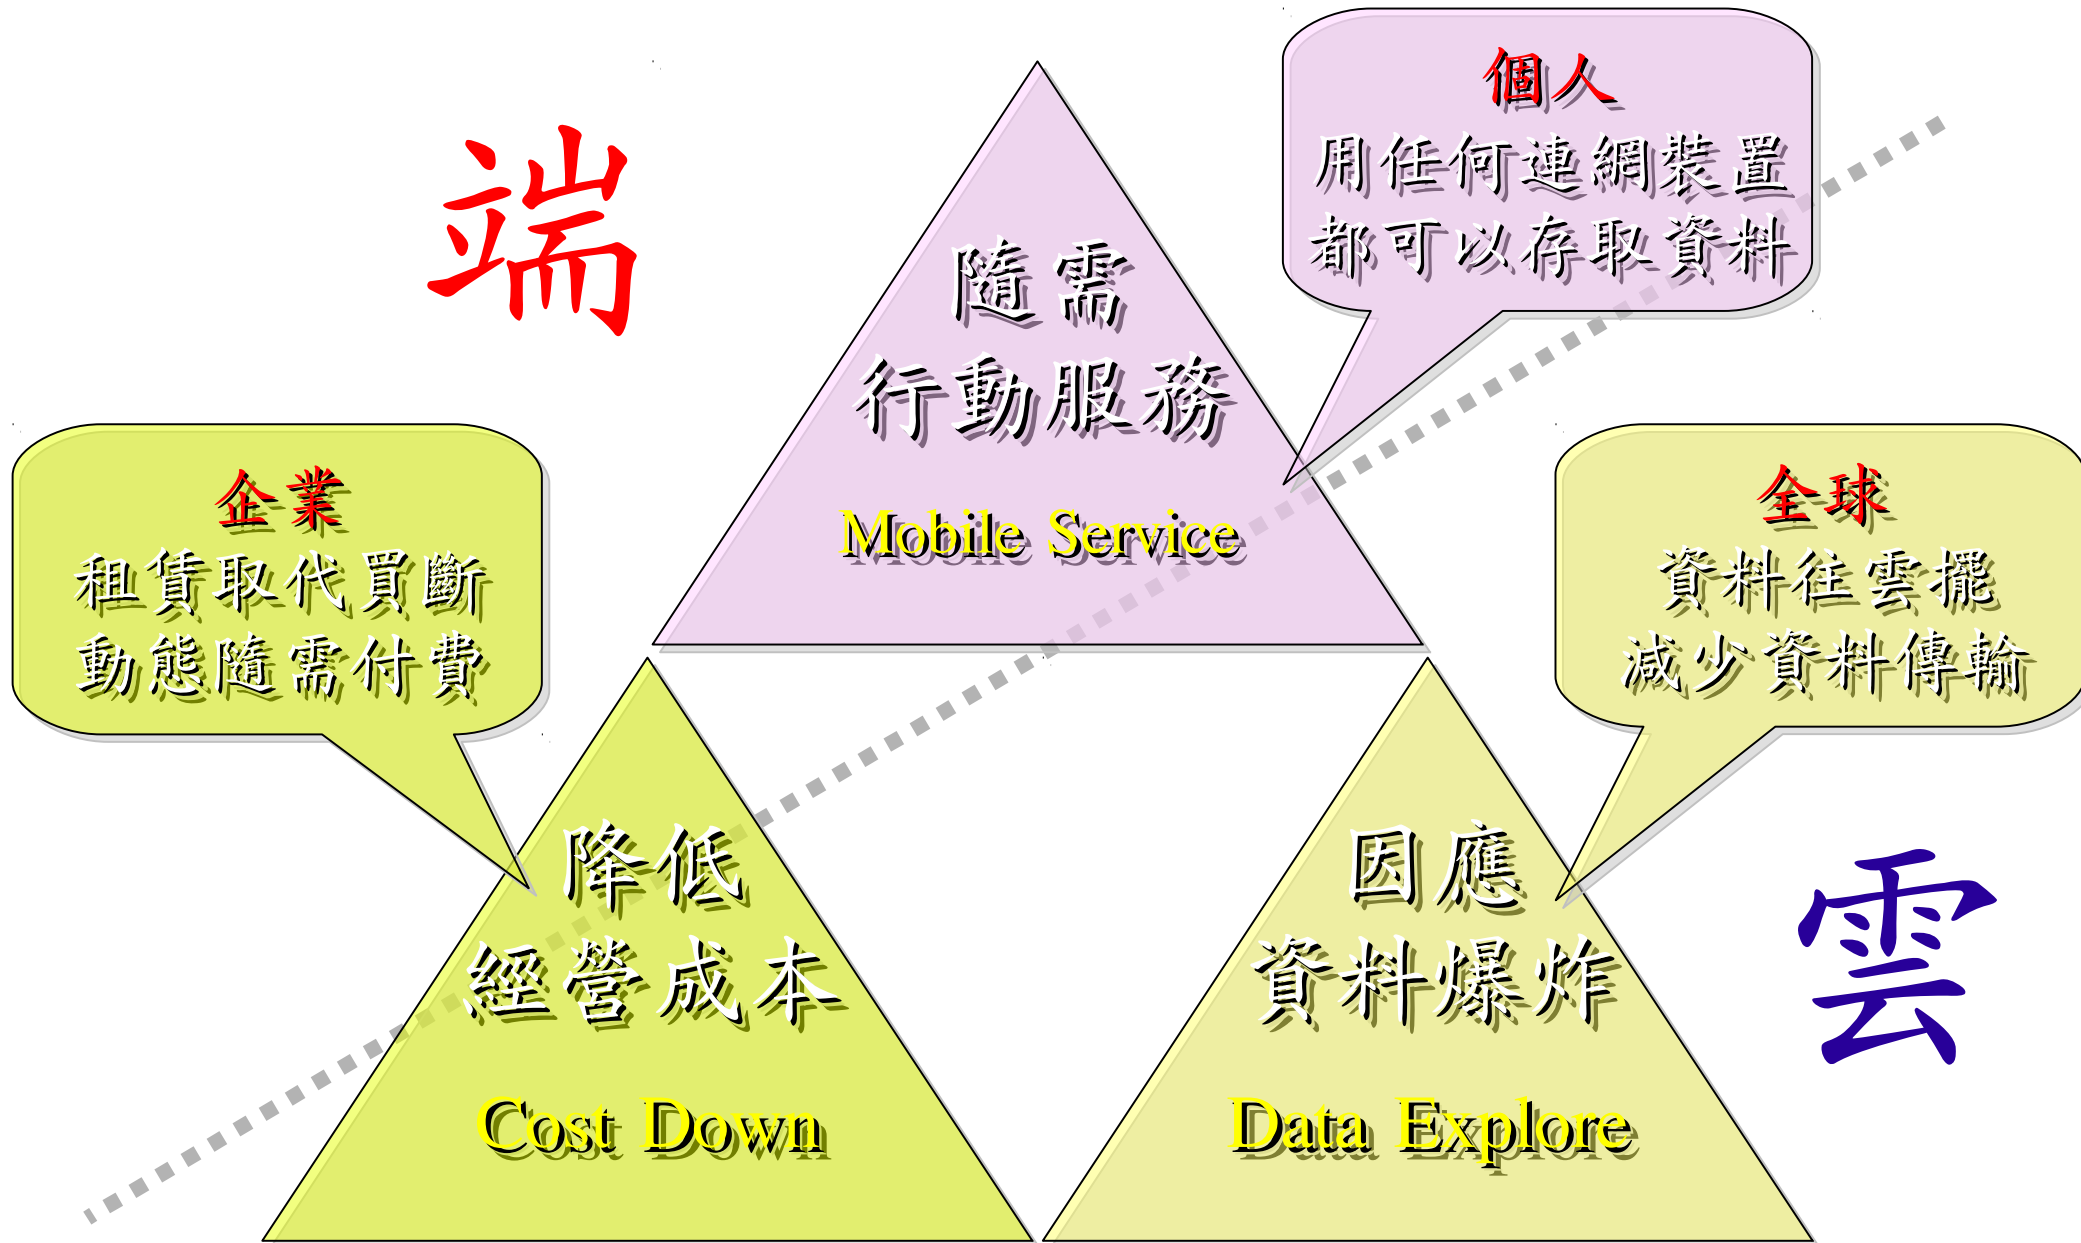 端
個人
用任何連網裝置
都可以存取資料
隨需
行動服務
Mobile Service
企業
租賃取代買斷
動態隨需付費
全球
資料往雲擺
減少資料傳輸
降低
經營成本
Cost Down
因應
資料爆炸
Data Explore
雲